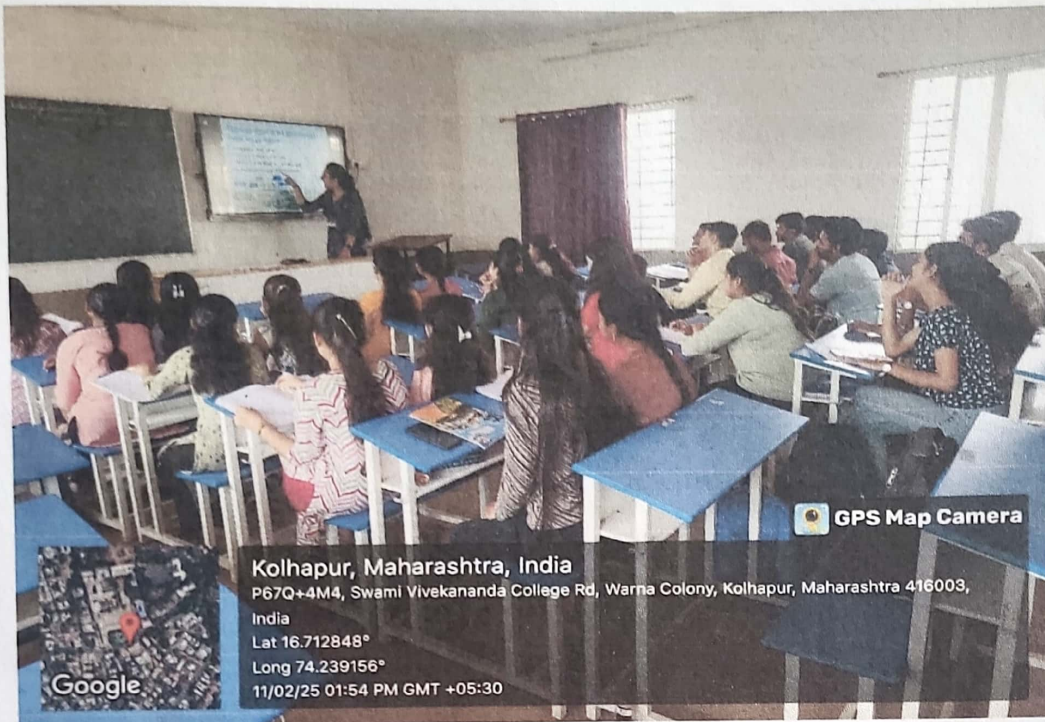 GPS Map Camera
Kolhapur, Maharashtra, India
P67Q+4M4, Swami Vivekananda College Rd, Warna Colony, Kolhapur, Maharashtra 416003,
India
Lat 16.712848°
Long 74.239156°
11/02/25 01:54 PM GMT +05:30
Google